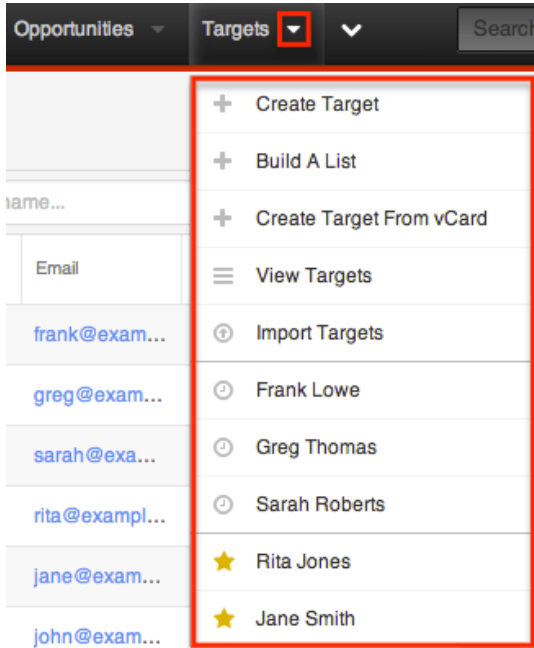 Opportunities
Targets
Search
name...
Email
frank@exam...
greg@exam...
sarah@exa...
rita@exampl...
jane@exam...
john@exam...
Create Target
Build A List
Create Target From vCard
View Targets
Import Targets
Frank Lowe
Greg Thomas
Sarah Roberts
Rita Jones
Jane Smith